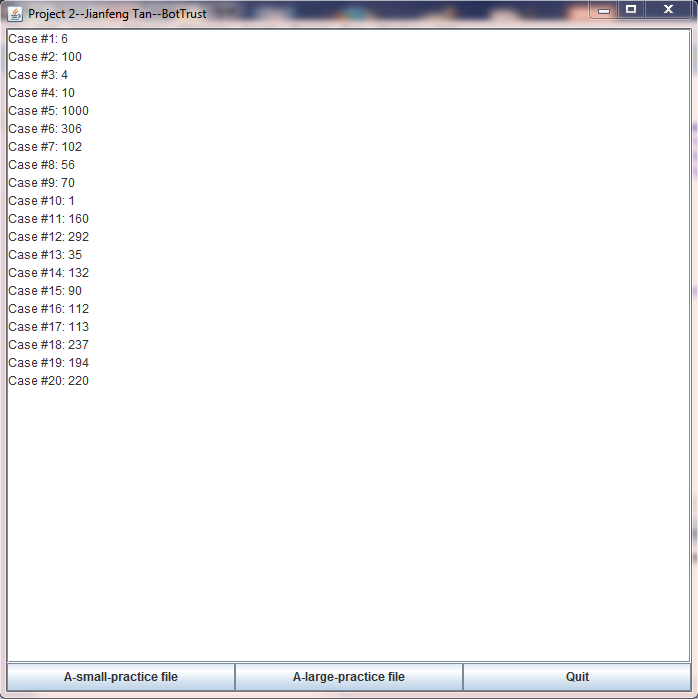 Project 2--Jianfeng Tan--BotTrust
Case #1: 6
Case #2: 100
Case #3: 4
Case #4: 10
Case #5: 1000
Case #6: 306
Case #7: 102
Case #8: 56
Case #9: 70
Case #10: 1
Case #11: 160
Case #12: 292
Case #13: 35
Case #14: 132
Case #15: 90
Case #16: 112
Case #17: 113
Case #18: 237
Case #19: 194
Case #20: 220
A-small-practice file
A-large-practice file
Quit